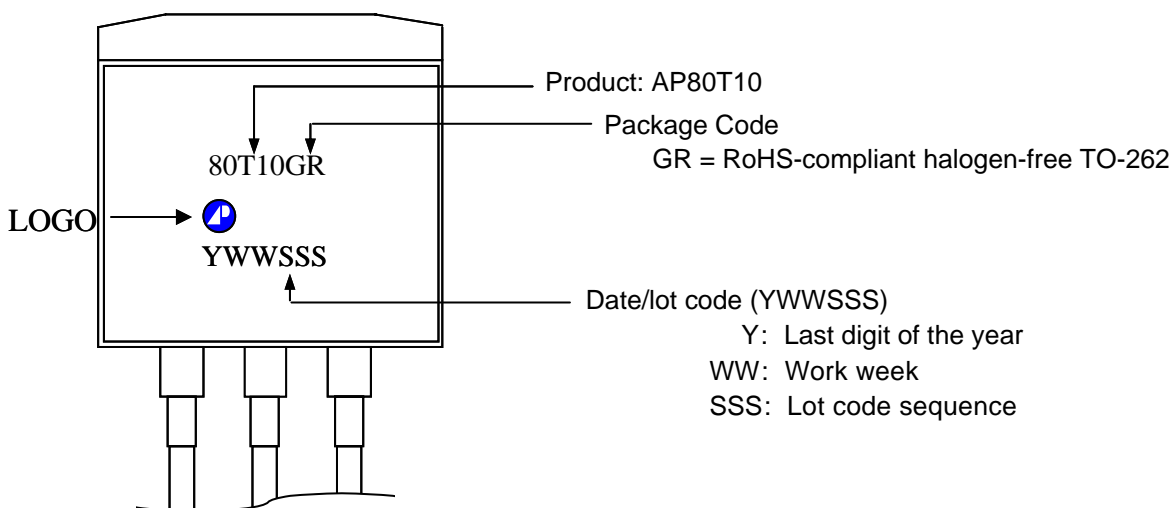 Product: AP80T10
Package Code
GR = RoHS-compliant halogen-free TO-262
80T10GR
LOGO
AP
YWWSSS
Date/lot code (YWWSSS)
Y: Last digit of the year
WW: Work week
SSS: Lot code sequence